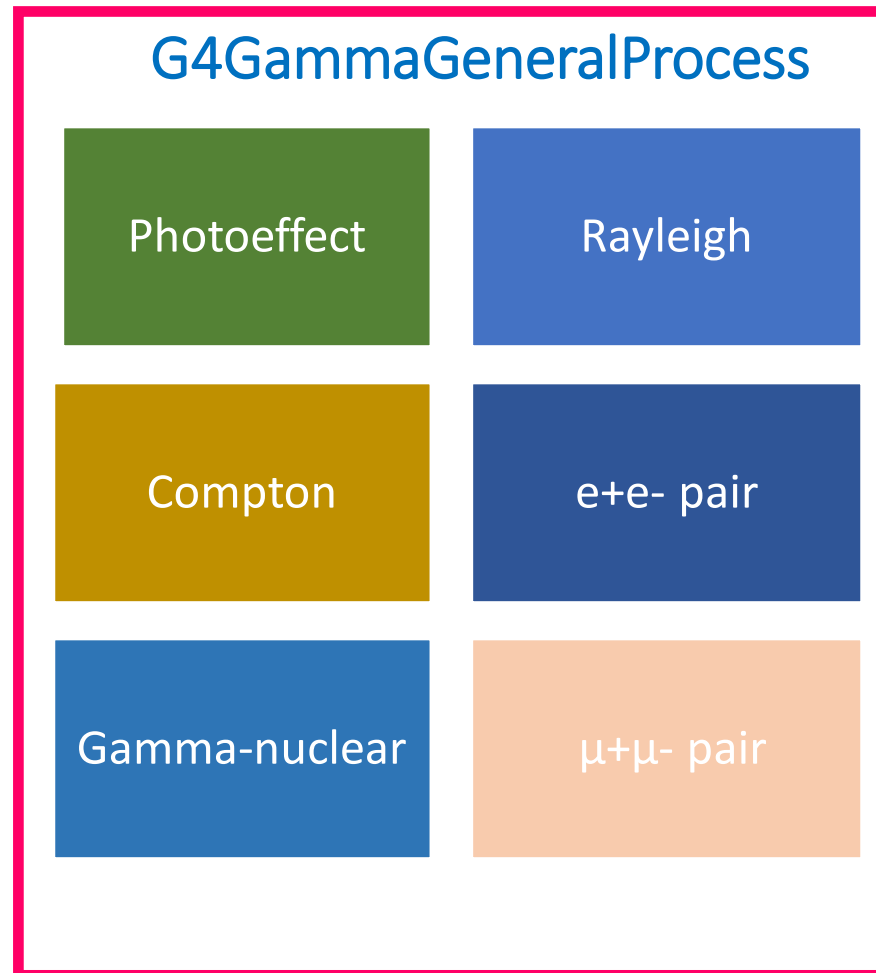 G4GammaGeneralProcess
Photoeffect
Rayleigh
Compton
e+e- pair
Gamma-nuclear
μ+μ- pair